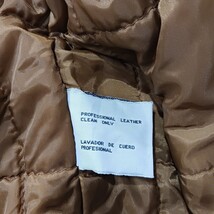 PROFESSIONAL LEATHER
CLEAN ONLY
LAVADOR DE CUERO
PROFESIONAL